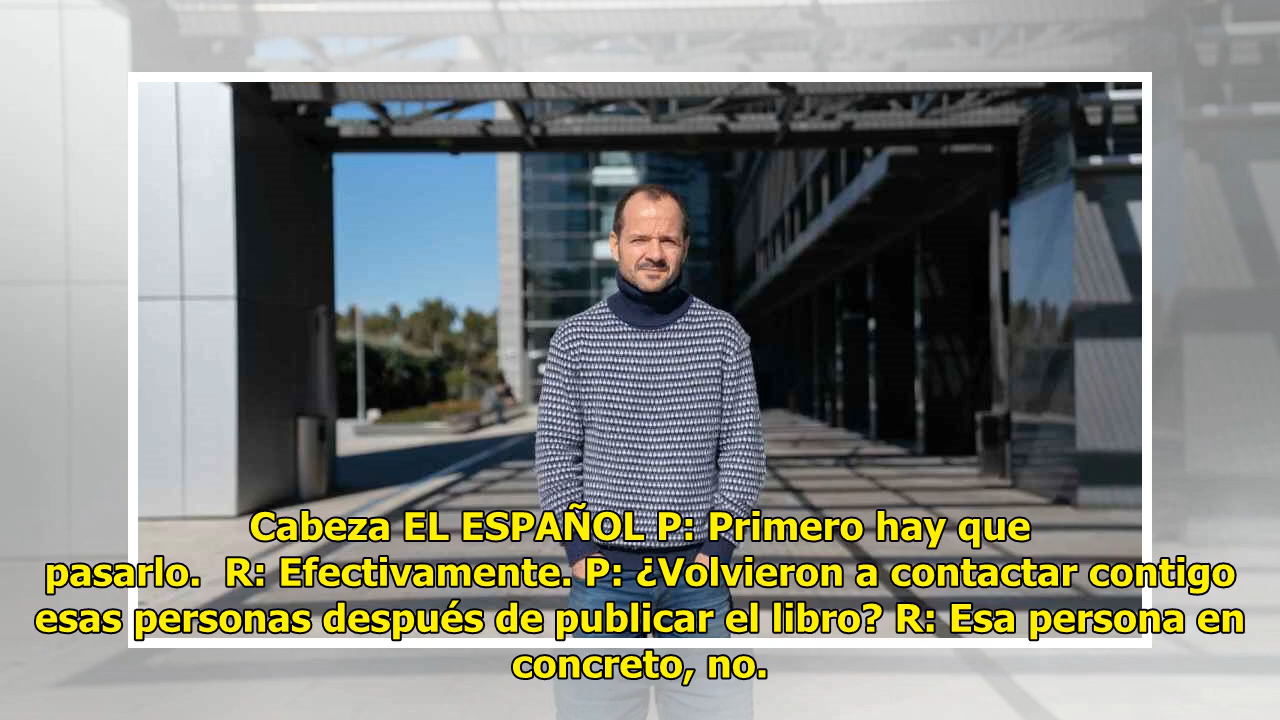 Cabeza EL ESPAÑOL P: Primero hay que
pasarlo.  R: Efectivamente. P: ¿Volvieron a contactar contigo
esas personas después de publicar el libro? R: Esa persona en
concreto, no.